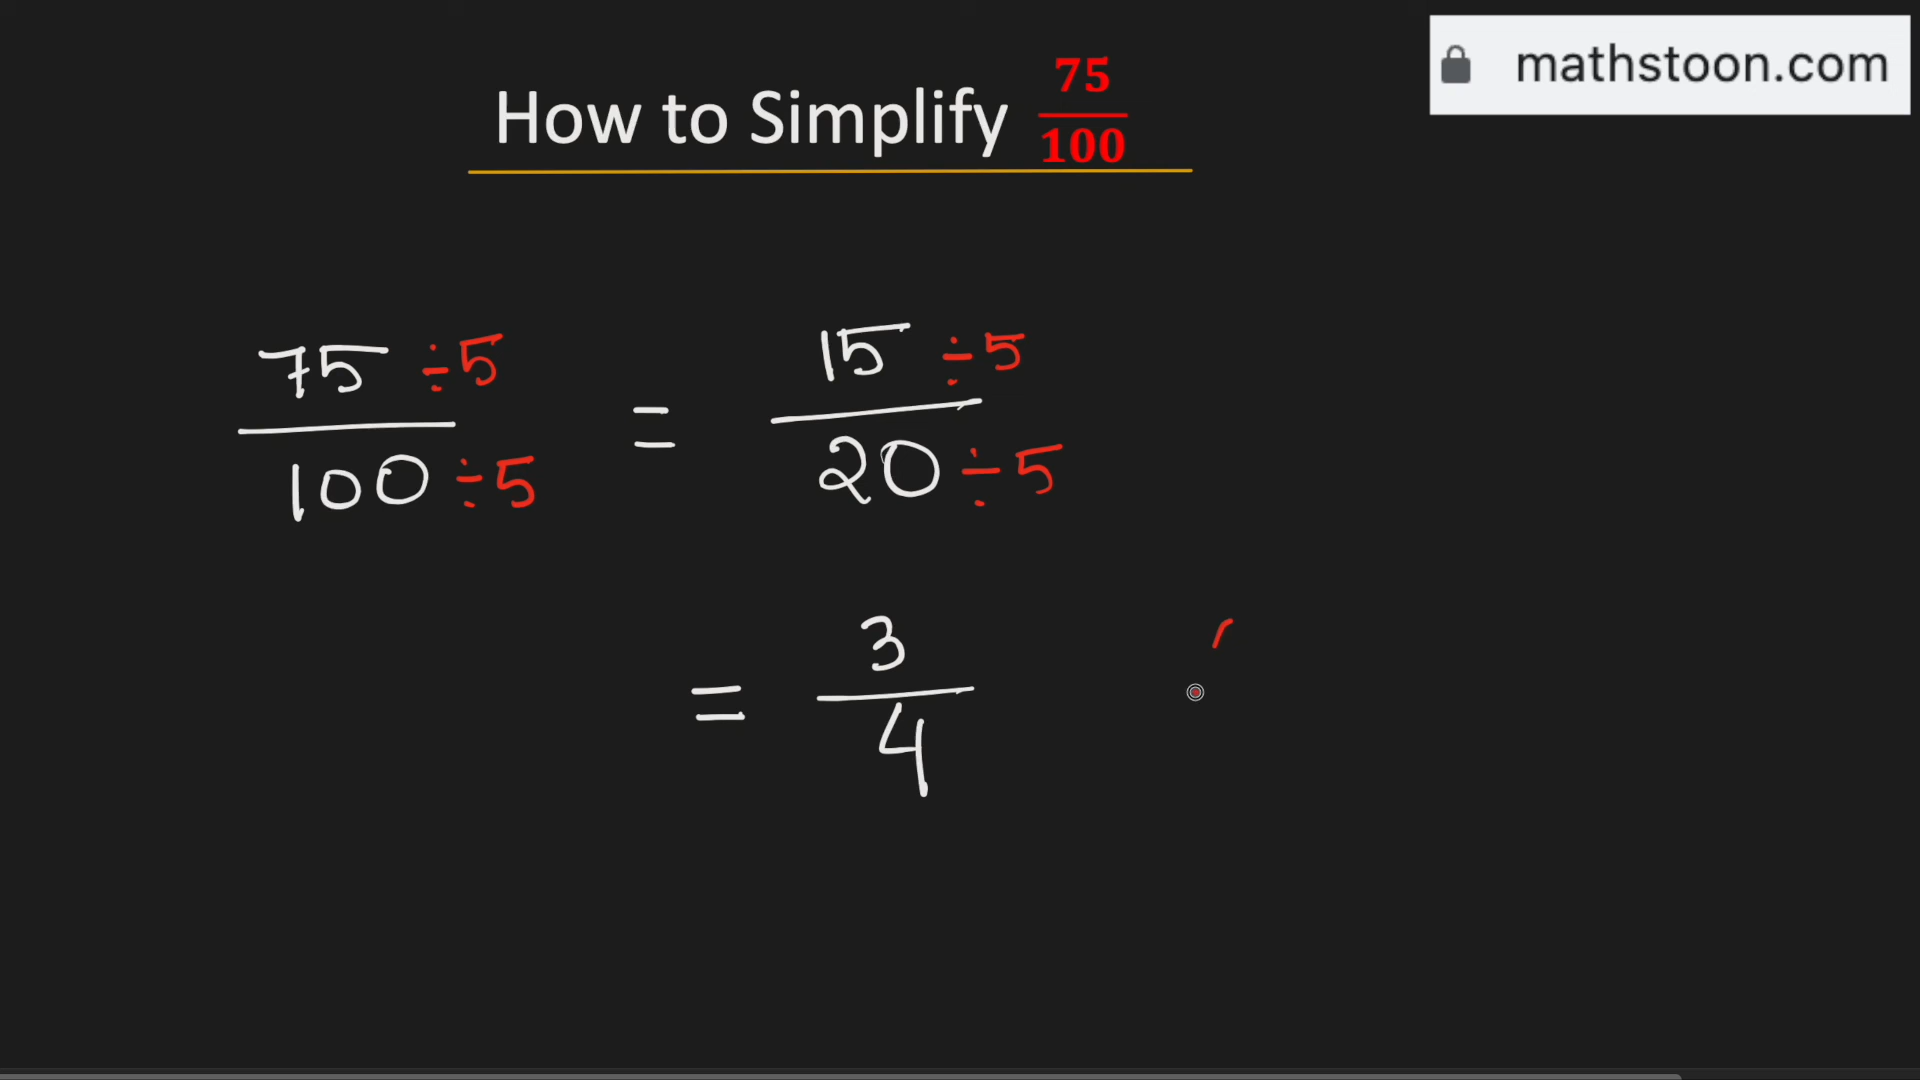 mathstoon.com
How to Simplify 75/100
75 ÷5 / 100 ÷5 = 15 ÷5 / 20 ÷5
= 3/4